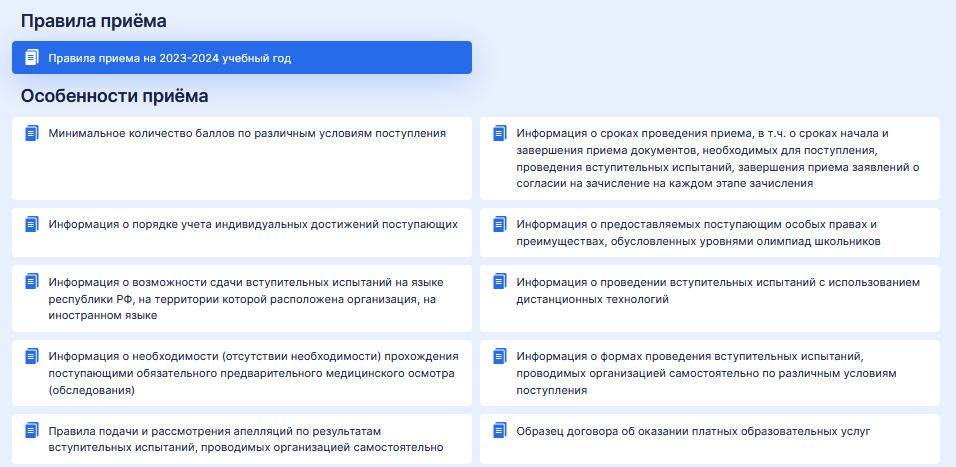 Правила приёма
Правила приема на 2023-2024 учебный год
Особенности приёма
Минимальное количество баллов по различным условиям поступления
Информация о сроках проведения приема, в т.ч. о сроках начала и
завершения приема документов, необходимых для поступления,
проведения вступительных испытаний, завершения приема заявлений о
согласии на зачисление на каждом этапе зачисления
Информация о порядке учета индивидуальных достижений поступающих
Информация о предоставляемых поступающим особых правах и
преимуществах, обусловленных уровнями олимпиад школьников
Информация о возможности сдачи вступительных испытаний на языке
республики РФ, на территории которой расположена организация, на
иностранном языке
Информация о проведении вступительных испытаний с использованием
дистанционных технологий
Информация о необходимости (отсутствии необходимости) прохождения
поступающими обязательного предварительного медицинского осмотра
(обследования)
Информация о формах проведения вступительных испытаний,
проводимых организацией самостоятельно по различным условиям
поступления
Правила подачи и рассмотрения апелляций по результатам
вступительных испытаний, проводимых организацией самостоятельно
Образец договора об оказании платных образовательных услуг